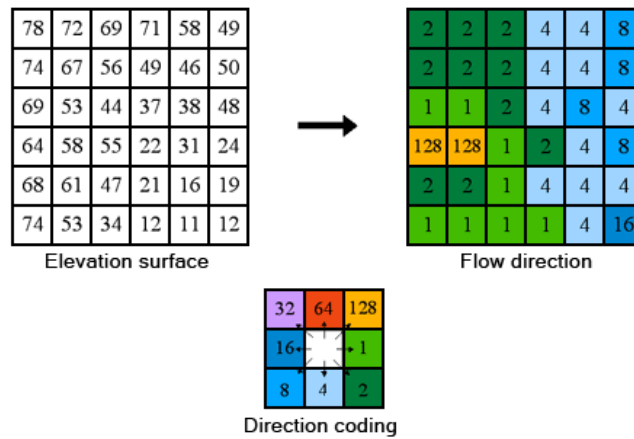 78 72 69 71 58 49 2 2 2 4 4 8
74 67 56 49 46 50 2 2 2 4 4 8
69 53 44 37 38 48 1 1 2 4 8 4
64 58 55 22 31 24 128 128 1 2 4 8
68 61 47 21 16 19 2 2 1 4 4 4
74 53 34 12 11 12 1 1 1 1 4 16
Elevation surface Flow direction
32 64 128
16 1
8 4 2
Direction coding